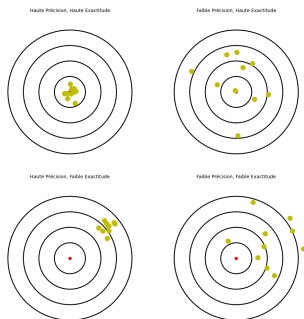 Haute Précision, Haute Exactitude
Faible Précision, Haute Exactitude
Haute Précision, Faible Exactitude
Faible Précision, Faible Exactitude